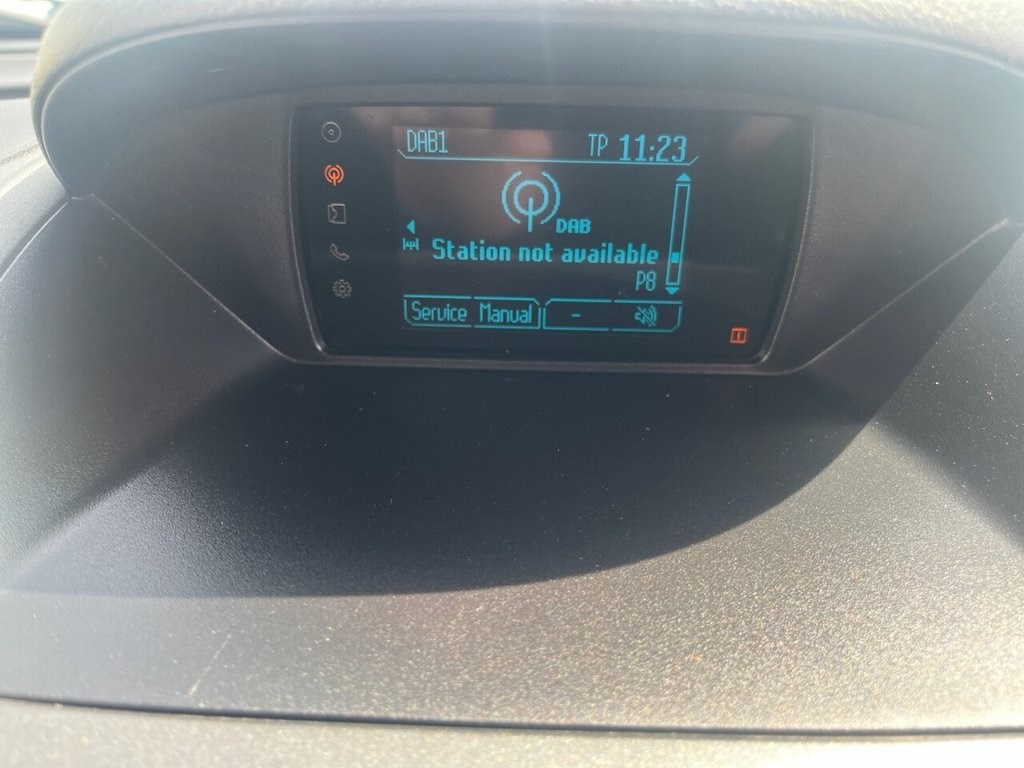 DAB1 TP 11:23
DAB
Station not available
P8
Service Manual -